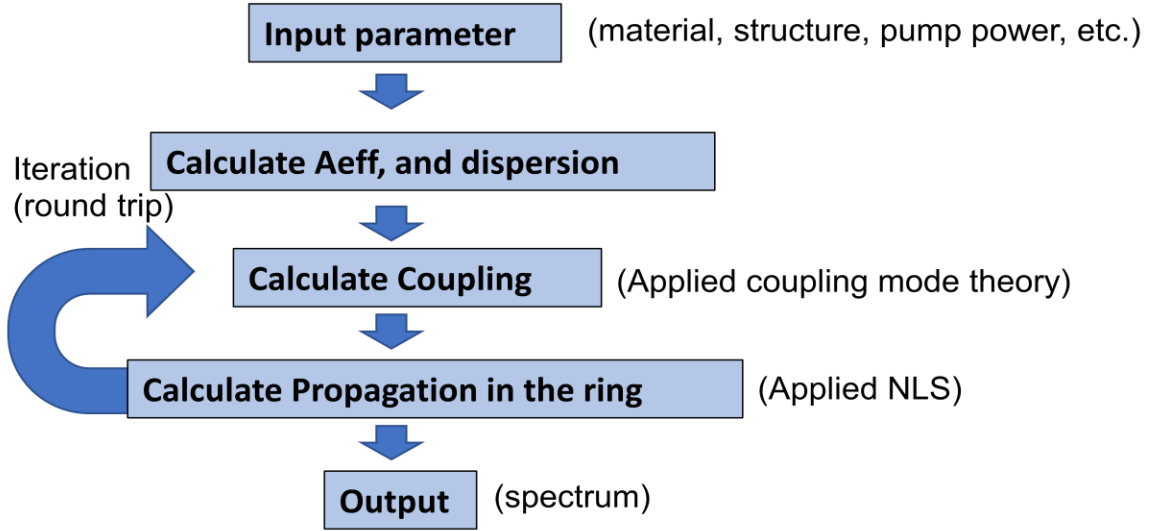 Input parameter (material, structure, pump power, etc.)
Calculate Aeff, and dispersion
Iteration
(round trip)
Calculate Coupling (Applied coupling mode theory)
Calculate Propagation in the ring (Applied NLS)
Output (spectrum)